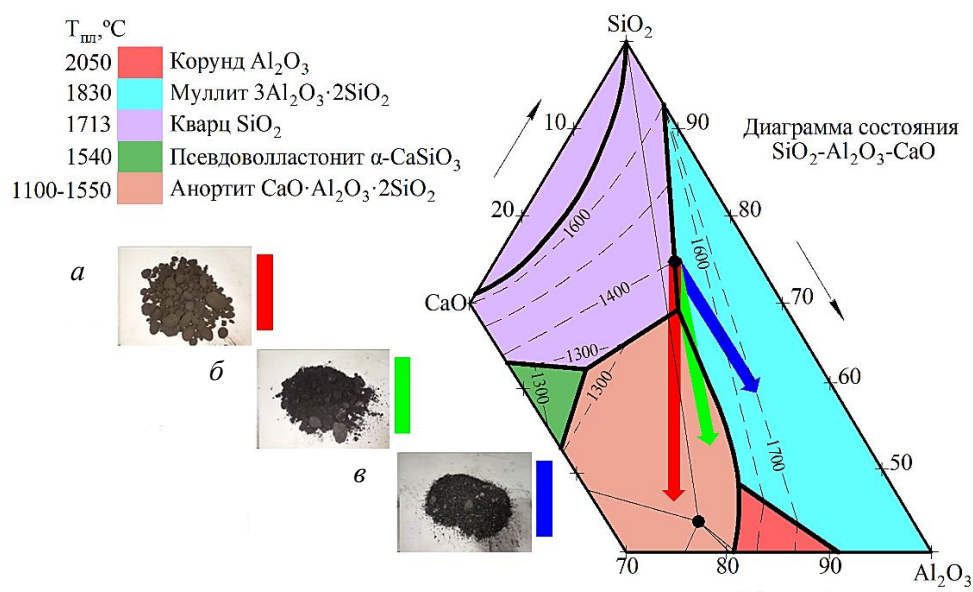 Tпл,ºC
2050 Корунд Al2O3
1830 Муллит 3Al2O3·2SiO2
1713 Кварц SiO2
1540 Псевдоволластонит α-CaSiO3
1100-1550 Анортит CaO·Al2O3·2SiO2
SiO2
Диаграмма состояния
SiO2-Al2O3-CaO
10
90
20
80
1600
1600
а
CaO
1400
70
б
1300
1300
1300
60
в
1700
50
70
80
90
Al2O3